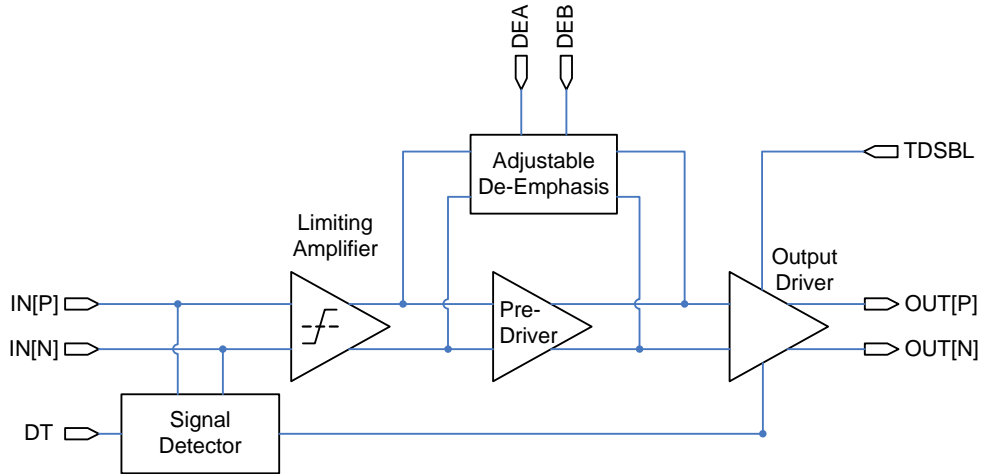 DEA
DEB
Adjustable
De-Emphasis
TDSBL
Limiting
Amplifier
Output
Driver
IN[P]
Pre-
Driver
OUT[P]
IN[N]
OUT[N]
DT
Signal
Detector